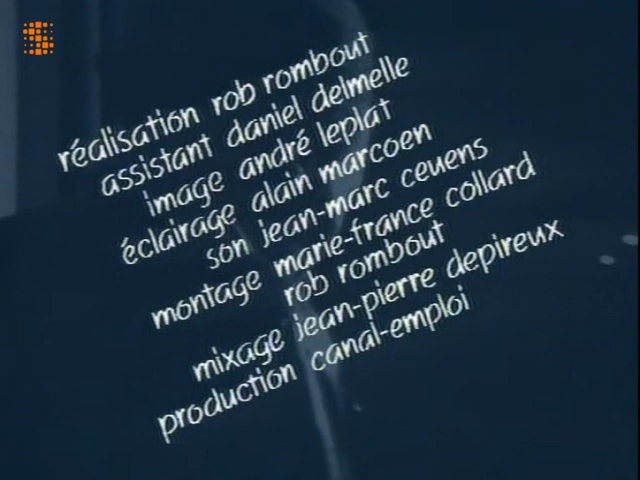 réalisation rob rombout
assistant daniel delmelle
image andré leplat
éclairage alain marcoen
son jean-marc ceuens
montage marie-france collard
rob rombout
mixage jean-pierre depireux
production canal-emploi